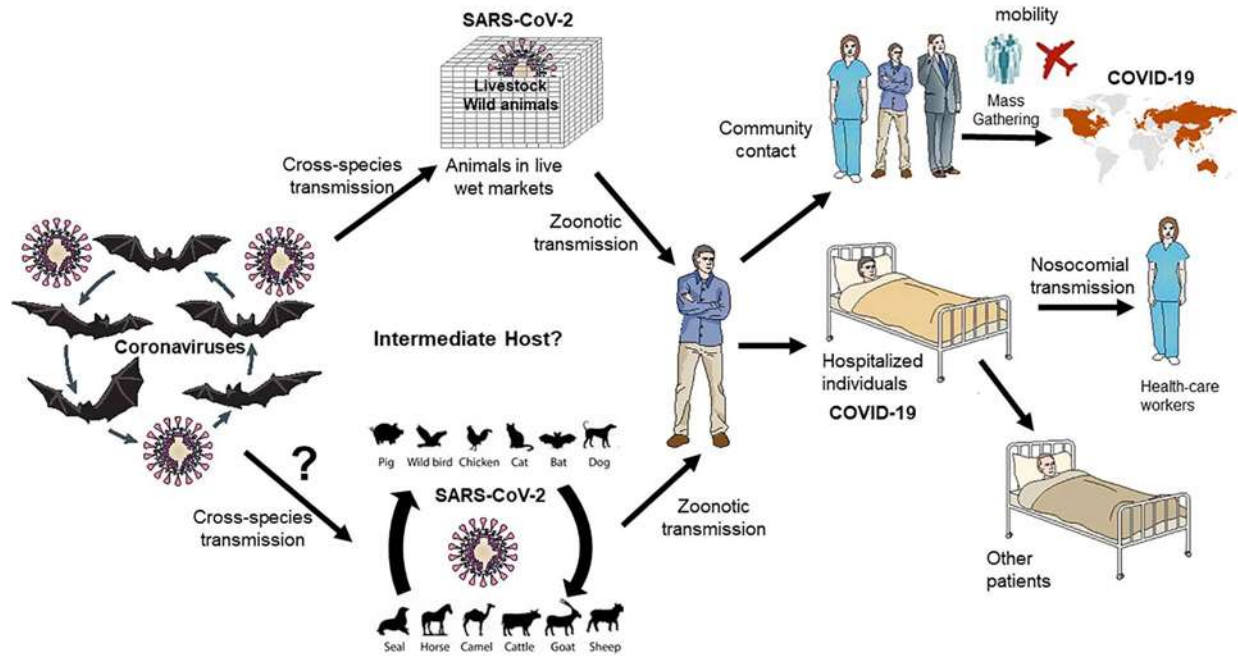 SARS-CoV-2
Livestock
Wild animals
Animals in live
wet markets
Cross-species
transmission
Zoonotic
transmission
Coronaviruses
Intermediate Host?
?
Cross-species
transmission
Pig Wild bird Chicken Cat Bat Dog
SARS-CoV-2
Seal Horse Camel Cattle Goat Sheep
Zoonotic
transmission
Community
contact
mobility
Mass
Gathering
COVID-19
Hospitalized
individuals
COVID-19
Nosocomial
transmission
Health-care
workers
Other
patients